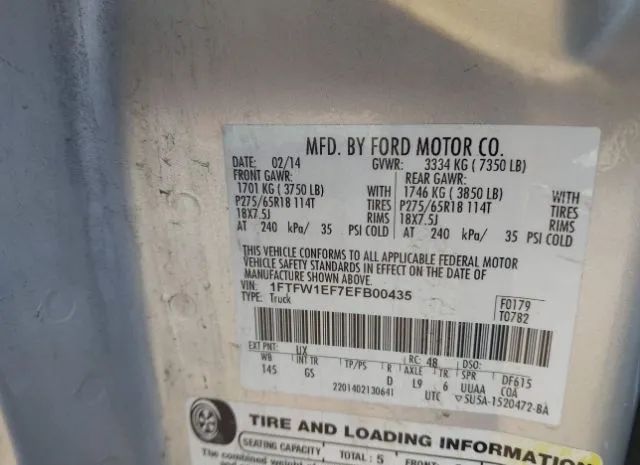 MFD. BY FORD MOTOR CO.
DATE: 02/14 GVWR: 3334 KG ( 7350 LB)
FRONT GAWR: REAR GAWR:
1701 KG ( 3750 LB) WITH 1746 KG ( 3850 LB) WITH
P275/65R18 114T TIRES P275/65R18 114T TIRES
18X7.5J RIMS 18X7.5J RIMS
AT 240 kPa/ 35 PSI COLD AT 240 kPa/ 35 PSI COLD
THIS VEHICLE CONFORMS TO ALL APPLICABLE FEDERAL MOTOR
VEHICLE SAFETY STANDARDS IN EFFECT ON THE DATE OF
MANUFACTURE SHOWN ABOVE.
VIN: 1FTFW1EF7EFB00435
TYPE: Truck
F0179
T0782
EXT PNT: UX RC: 48 DSO:
WB INT TR TP/PS R AXLE TR SPR DF615
145 GS D L9 6 UUAA COA
2201402130641 UTC SU5A-1520472-BA
TIRE AND LOADING INFORMATION
SEATING CAPACITY TOTAL : 5
The combined weight